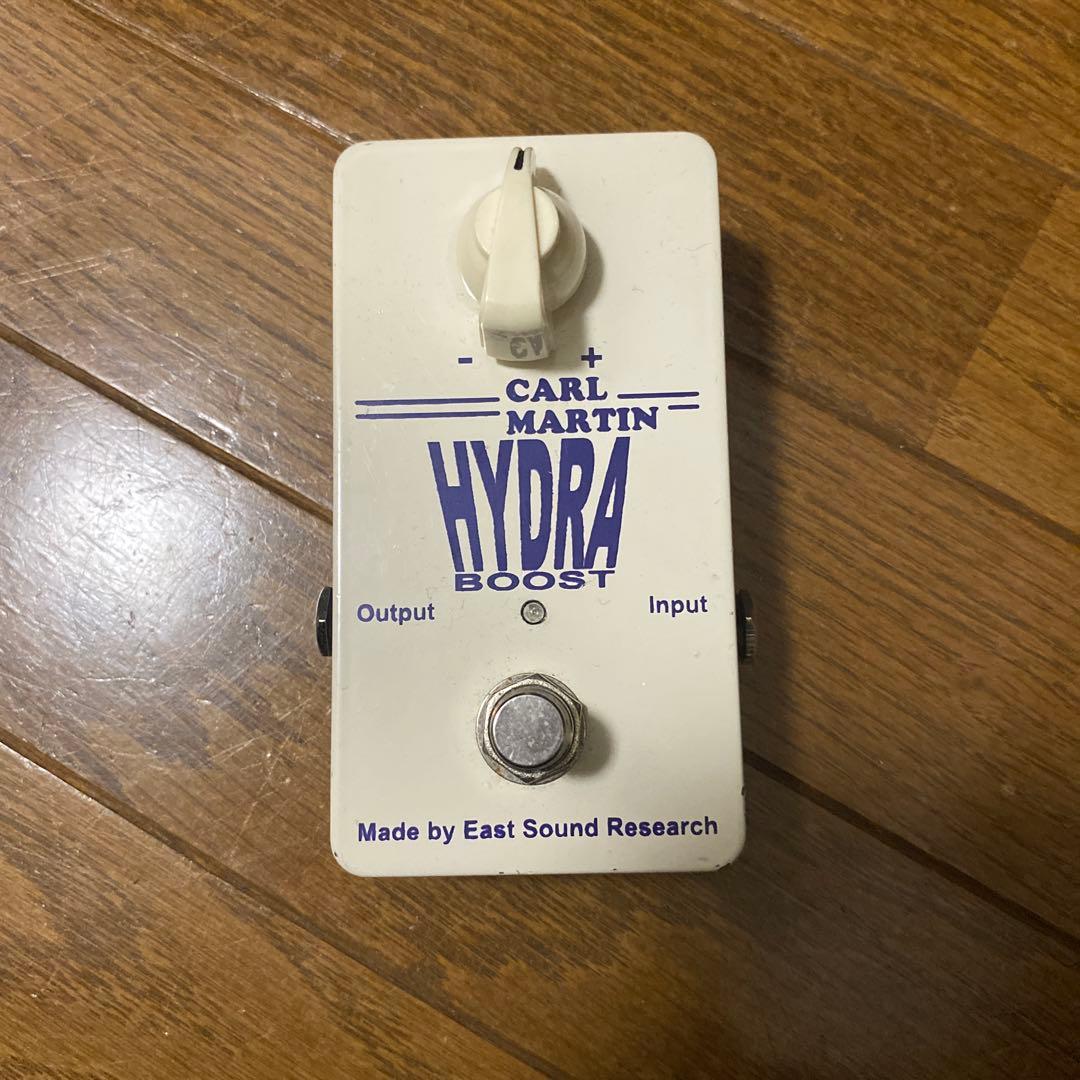 - +
CARL
MARTIN
HYDRA
BOOST
Output Input
Made by East Sound Research